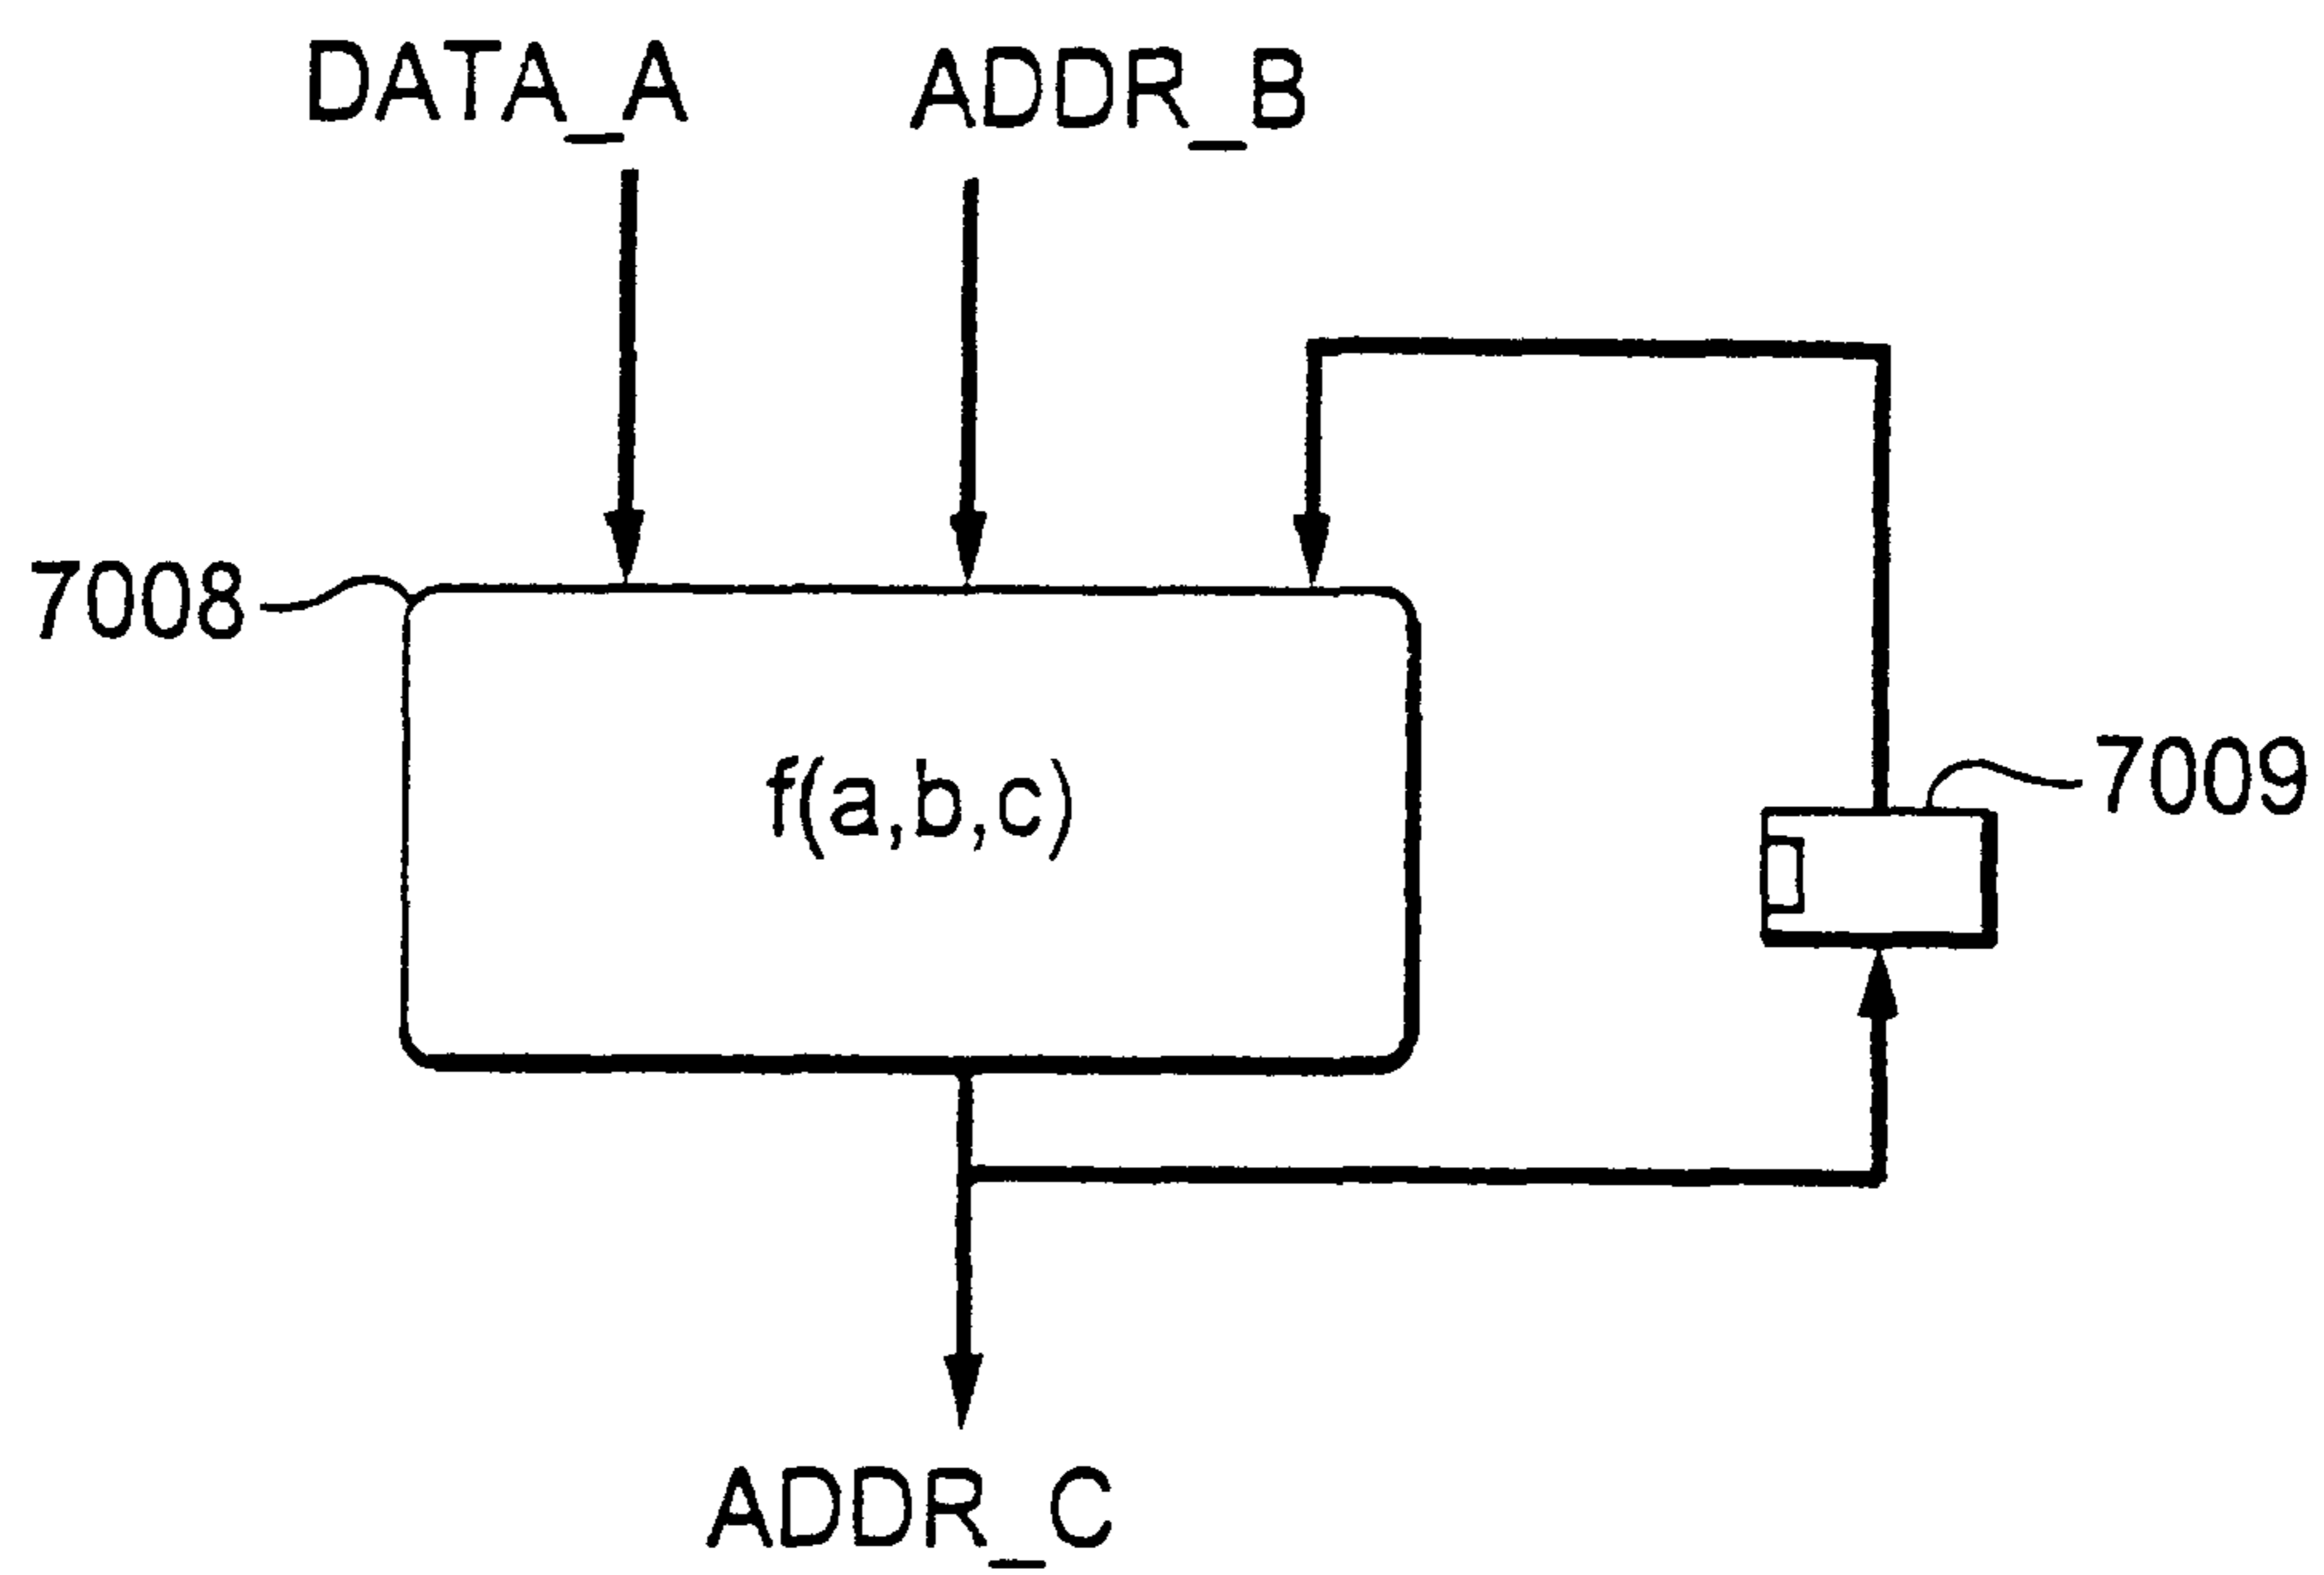 DATA_A
ADDR_B
7008
f(a,b,c)
7009
ADDR_C